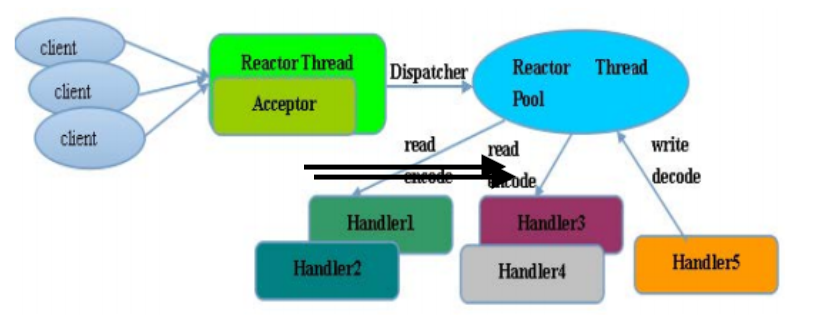 client
client
client
Reactor Thread
Acceptor
Dispatcher
Reactor Thread
Pool
read
encode
read
encode
write
decode
Handler1
Handler2
Handler3
Handler4
Handler5